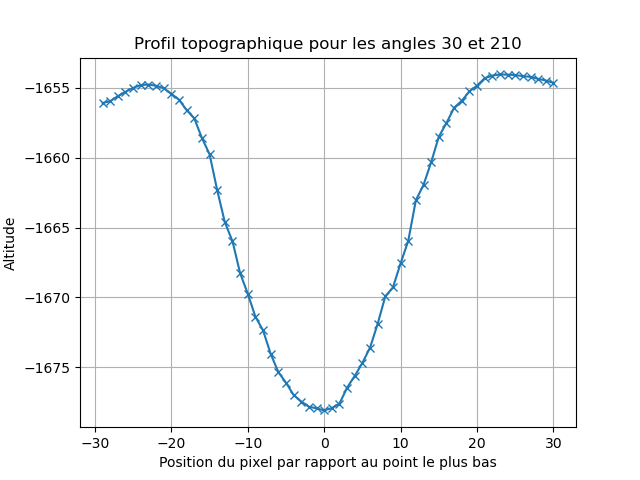 Profil topographique pour les angles 30 et 210
−1655
−1660
−1665
−1670
−1675
Altitude
−30 −20 −10 0 10 20 30
Position du pixel par rapport au point le plus bas